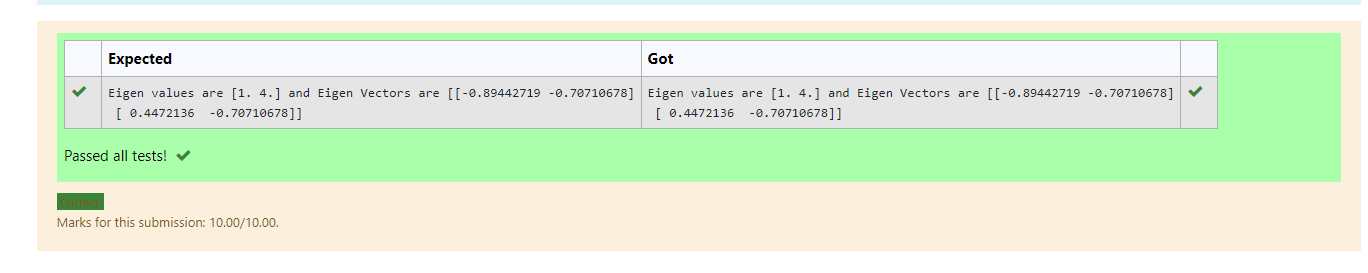 Expected Got
Eigen values are [1. 4.] and Eigen Vectors are [[-0.89442719 -0.70710678] Eigen values are [1. 4.] and Eigen Vectors are [[-0.89442719 -0.70710678]
[ 0.4472136  -0.70710678]] [ 0.4472136  -0.70710678]]
Passed all tests!
Correct
Marks for this submission: 10.00/10.00.